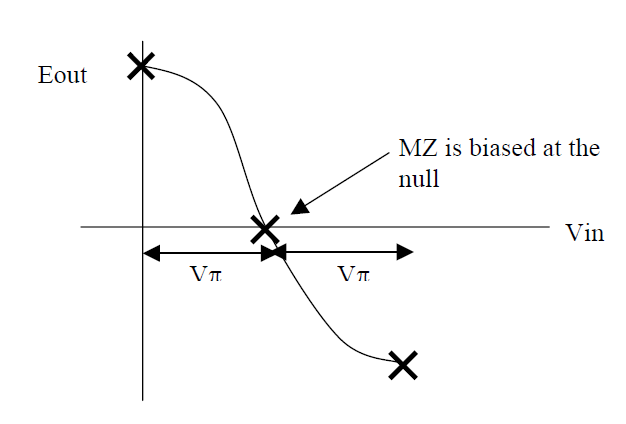 Eout
MZ is biased at the
null
Vin
Vπ
Vπ